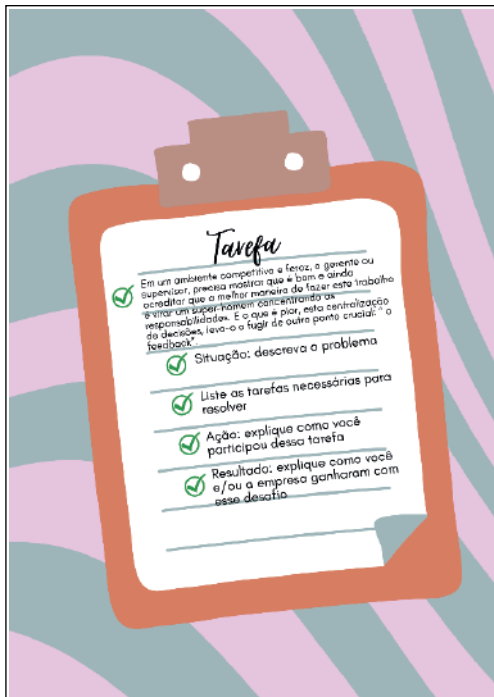 Tarefa
Em um ambiente competitivo e feroz, o gerente ou
supervisor, precisa mostrar que é bom e ainda
acreditar que a melhor maneira de fazer este trabalho
é virar um super-homem concentrando as
responsabilidades. E o que é pior, esta centralização
de decisões, leva-o a fugir de outro ponto crucial: " o
feedback".
Situação: descreva o problema
Liste as tarefas necessárias para
resolver
Ação: explique como você
participou dessa tarefa
Resultado: explique como você
e/ou a empresa ganharam com
esse desafio